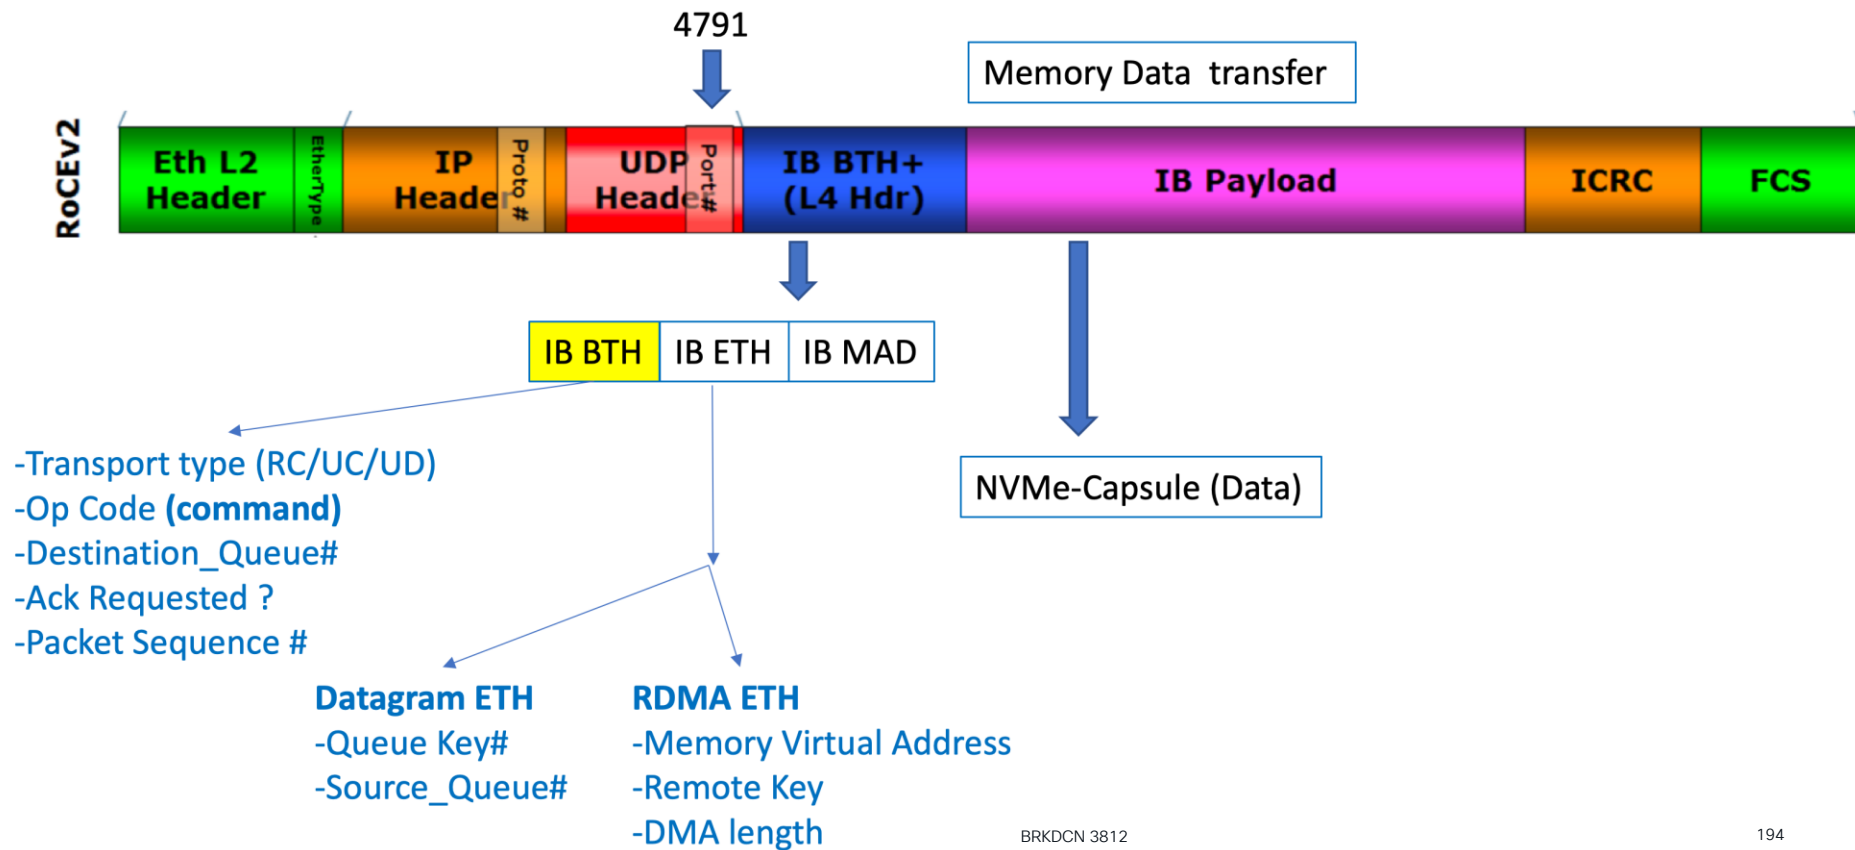 4791
Memory Data transfer
RoCEv2
Eth L2
Header
EtherType
IP
Header
Proto #
UDP
Header
Port#
IB BTH+
(L4 Hdr)
IB Payload
ICRC
FCS
IB BTH
IB ETH
IB MAD
-Transport type (RC/UC/UD)
-Op Code (command)
-Destination_Queue#
-Ack Requested ?
-Packet Sequence #
NVMe-Capsule (Data)
Datagram ETH
-Queue Key#
-Source_Queue#
RDMA ETH
-Memory Virtual Address
-Remote Key
-DMA length
BRKDCN 3812
194